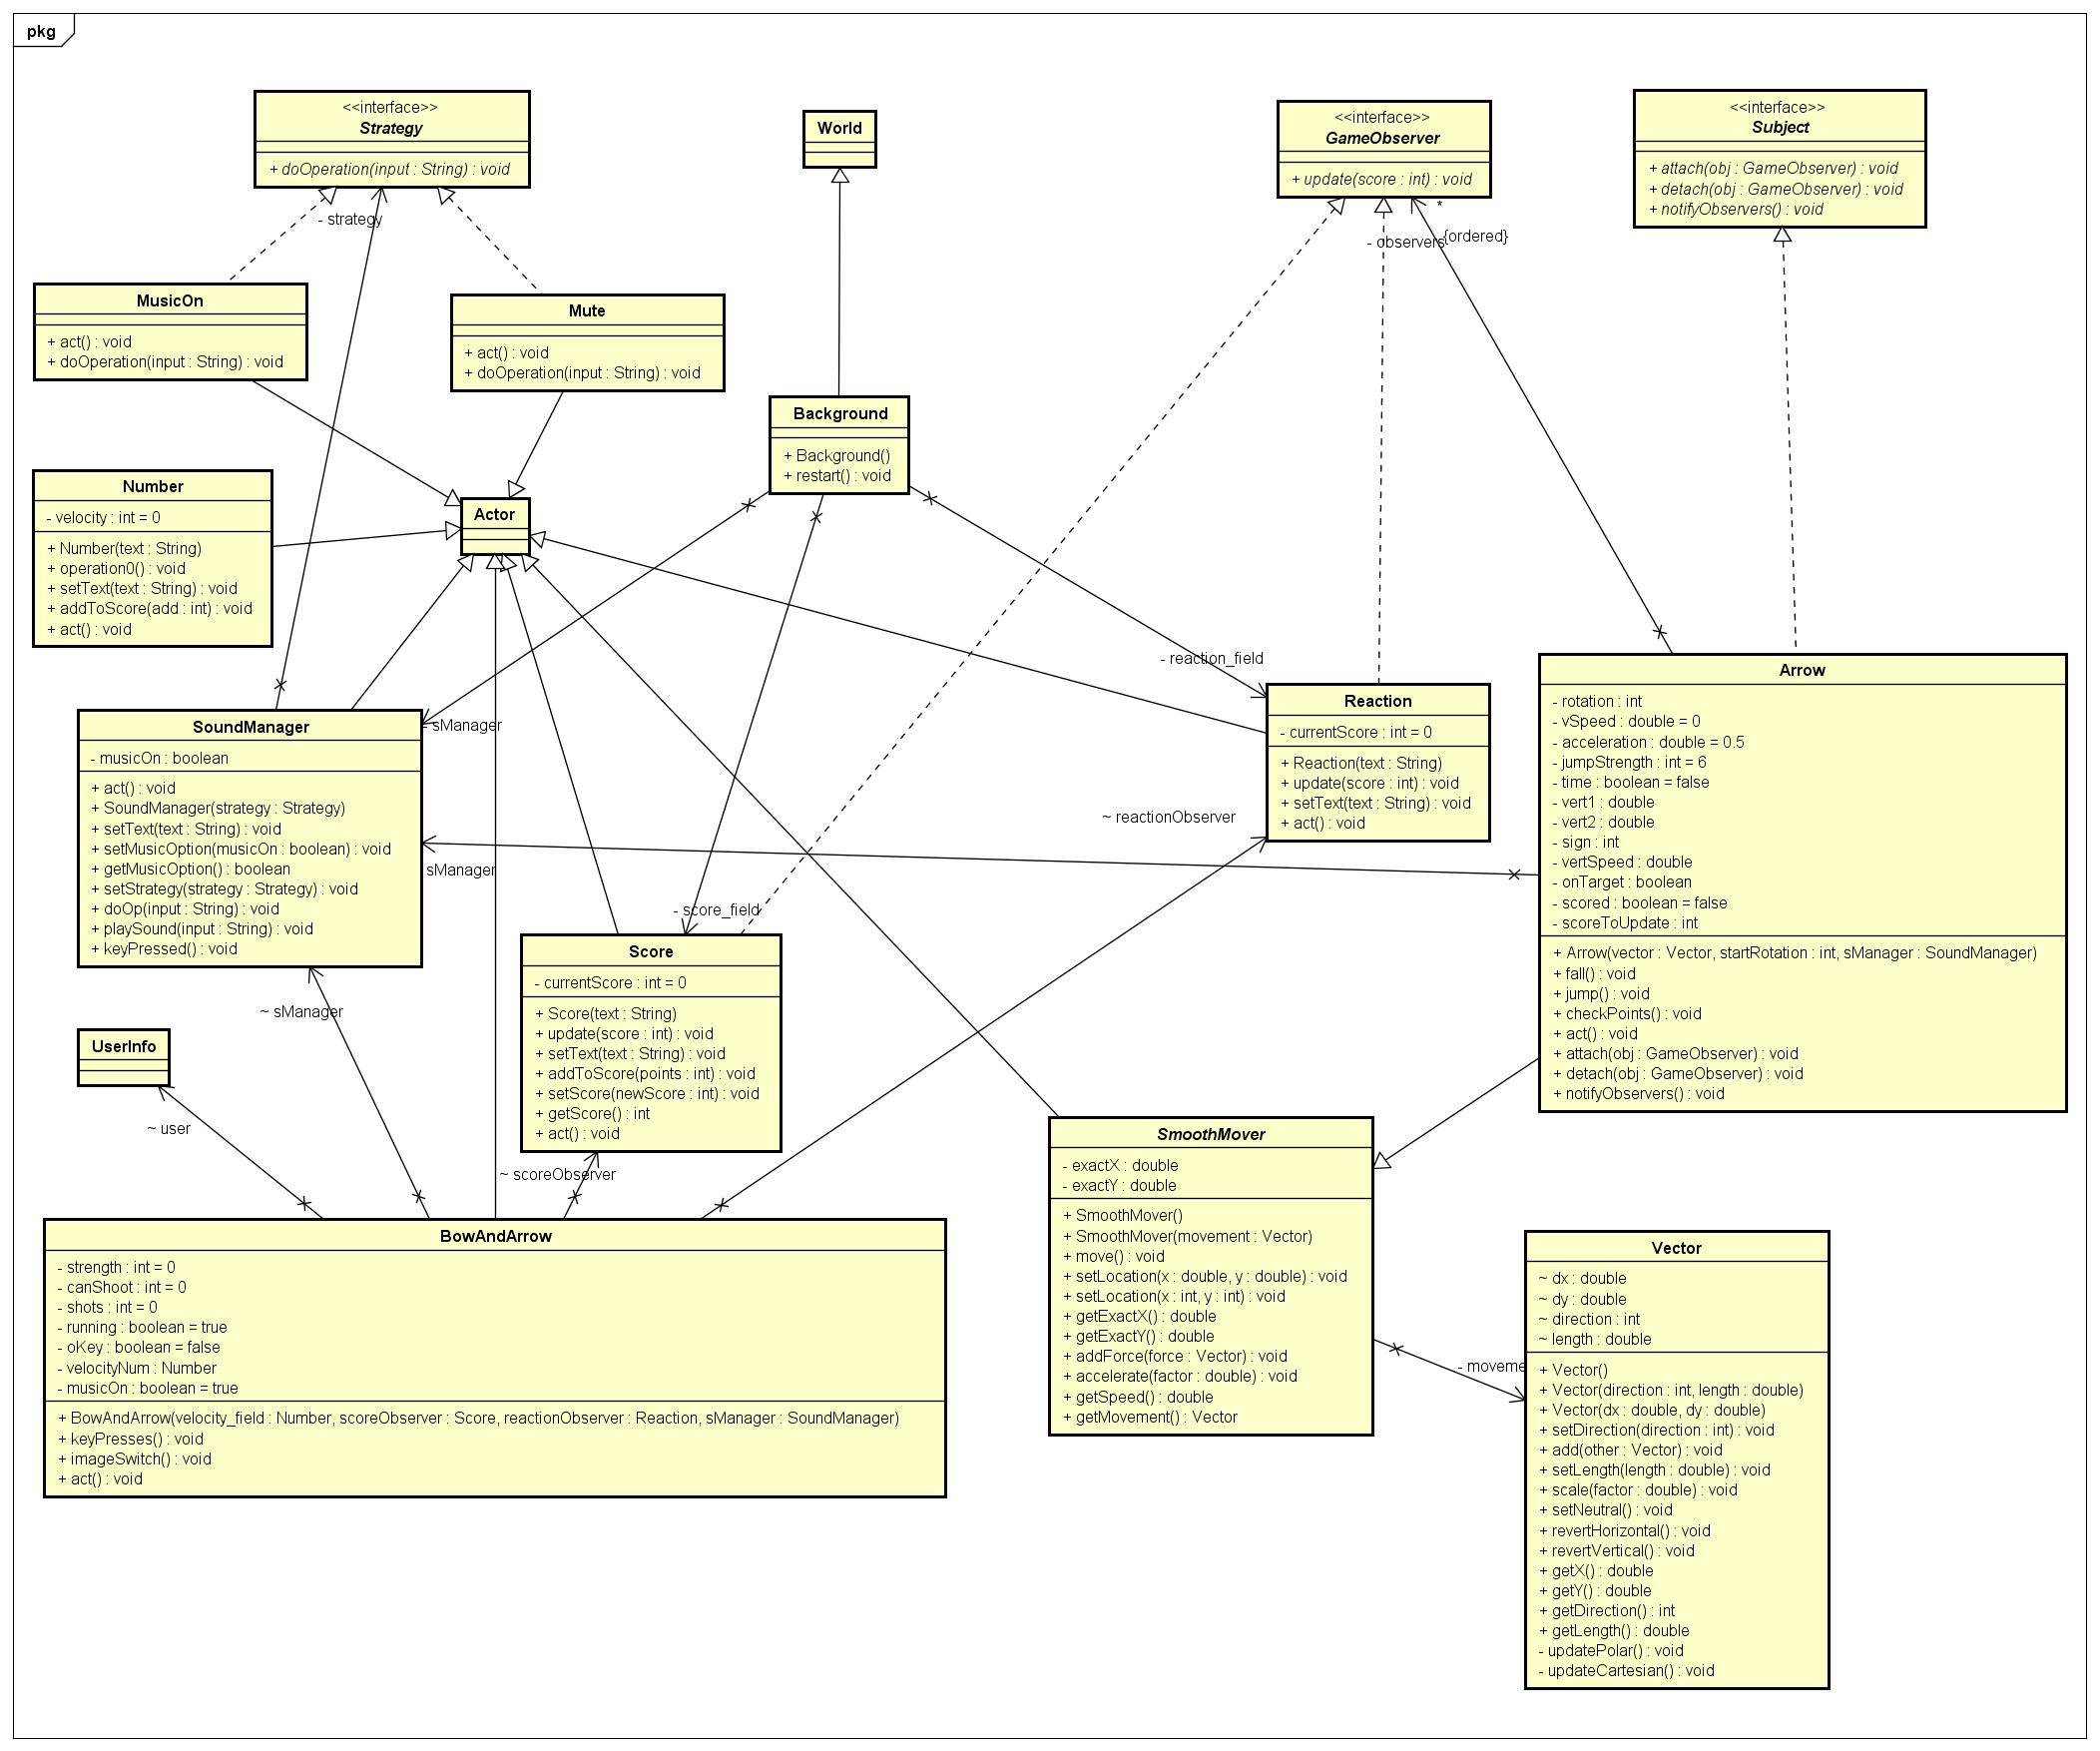 pkg
<<interface>>
Strategy
+ doOperation(input : String) : void
World
<<interface>>
GameObserver
+ update(score : int) : void
<<interface>>
Subject
+ attach(obj : GameObserver) : void
+ detach(obj : GameObserver) : void
+ notifyObservers() : void
- strategy
*
- observers
{ordered}
MusicOn
+ act() : void
+ doOperation(input : String) : void
Mute
+ act() : void
+ doOperation(input : String) : void
Background
+ Background()
+ restart() : void
Number
- velocity : int = 0
+ Number(text : String)
+ operation0() : void
+ setText(text : String) : void
+ addToScore(add : int) : void
+ act() : void
Actor
- reaction_field
SoundManager
- musicOn : boolean
+ act() : void
+ SoundManager(strategy : Strategy)
+ setText(text : String) : void
+ setMusicOption(musicOn : boolean) : void
+ getMusicOption() : boolean
+ setStrategy(strategy : Strategy) : void
+ doOp(input : String) : void
+ playSound(input : String) : void
+ keyPressed() : void
- sManager
sManager
Reaction
- currentScore : int = 0
+ Reaction(text : String)
+ update(score : int) : void
+ setText(text : String) : void
+ act() : void
~ reactionObserver
Arrow
- rotation : int
- vSpeed : double = 0
- acceleration : double = 0.5
- jumpStrength : int = 6
- time : boolean = false
- vert1 : double
- vert2 : double
- sign : int
- vertSpeed : double
- onTarget : boolean
- scored : boolean = false
- scoreToUpdate : int
+ Arrow(vector : Vector, startRotation : int, sManager : SoundManager)
+ fall() : void
+ jump() : void
+ checkPoints() : void
+ act() : void
+ attach(obj : GameObserver) : void
+ detach(obj : GameObserver) : void
+ notifyObservers() : void
- score_field
Score
- currentScore : int = 0
+ Score(text : String)
+ update(score : int) : void
+ setText(text : String) : void
+ addToScore(points : int) : void
+ setScore(newScore : int) : void
+ getScore() : int
+ act() : void
~ sManager
UserInfo
~ user
~ scoreObserver
BowAndArrow
- strength : int = 0
- canShoot : int = 0
- shots : int = 0
- running : boolean = true
- oKey : boolean = false
- velocityNum : Number
- musicOn : boolean = true
+ BowAndArrow(velocity_field : Number, scoreObserver : Score, reactionObserver : Reaction, sManager : SoundManager)
+ keyPresses() : void
+ imageSwitch() : void
+ act() : void
SmoothMover
- exactX : double
- exactY : double
+ SmoothMover()
+ SmoothMover(movement : Vector)
+ move() : void
+ setLocation(x : double, y : double) : void
+ setLocation(x : int, y : int) : void
+ getExactX() : double
+ getExactY() : double
+ addForce(force : Vector) : void
+ accelerate(factor : double) : void
+ getSpeed() : double
+ getMovement() : Vector
- moveme
Vector
~ dx : double
~ dy : double
~ direction : int
~ length : double
+ Vector()
+ Vector(direction : int, length : double)
+ Vector(dx : double, dy : double)
+ setDirection(direction : int) : void
+ add(other : Vector) : void
+ setLength(length : double) : void
+ scale(factor : double) : void
+ setNeutral() : void
+ revertHorizontal() : void
+ revertVertical() : void
+ getX() : double
+ getY() : double
+ getDirection() : int
+ getLength() : double
- updatePolar() : void
- updateCartesian() : void